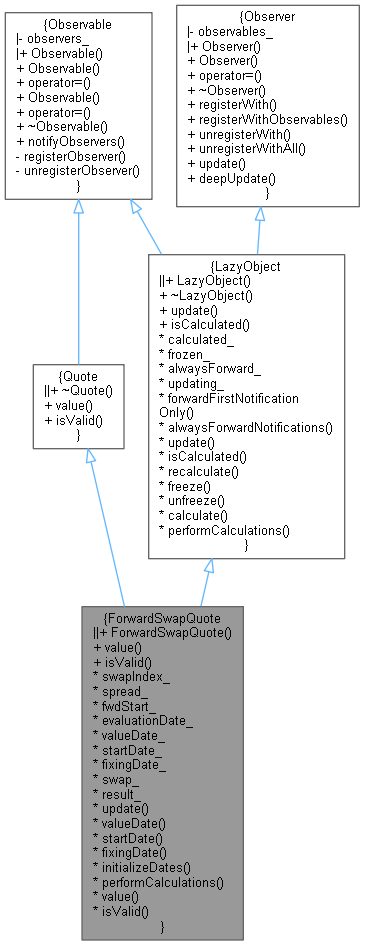 {Observable
|- observers_
|+ Observable()
+ Observable()
+ operator=()
+ Observable()
+ operator=()
+ ~Observable()
+ notifyObservers()
- registerObserver()
- unregisterObserver()
}
{Observer
|- observables_
|+ Observer()
+ Observer()
+ operator=()
+ ~Observer()
+ registerWith()
+ registerWithObservables()
+ unregisterWith()
+ unregisterWithAll()
+ update()
+ deepUpdate()
}
{LazyObject
||+ LazyObject()
+ ~LazyObject()
+ update()
+ isCalculated()
* calculated_
* frozen_
* alwaysForward_
* updating_
* forwardFirstNotification
Only()
* alwaysForwardNotifications()
* update()
* isCalculated()
* recalculate()
* freeze()
* unfreeze()
* calculate()
* performCalculations()
}
{Quote
||+ ~Quote()
+ value()
+ isValid()
}
{ForwardSwapQuote
||+ ForwardSwapQuote()
+ value()
+ isValid()
* swapIndex_
* spread_
* fwdStart_
* evaluationDate_
* valueDate_
* startDate_
* fixingDate_
* swap_
* result_
* update()
* valueDate()
* startDate()
* fixingDate()
* initializeDates()
* performCalculations()
* value()
* isValid()
}